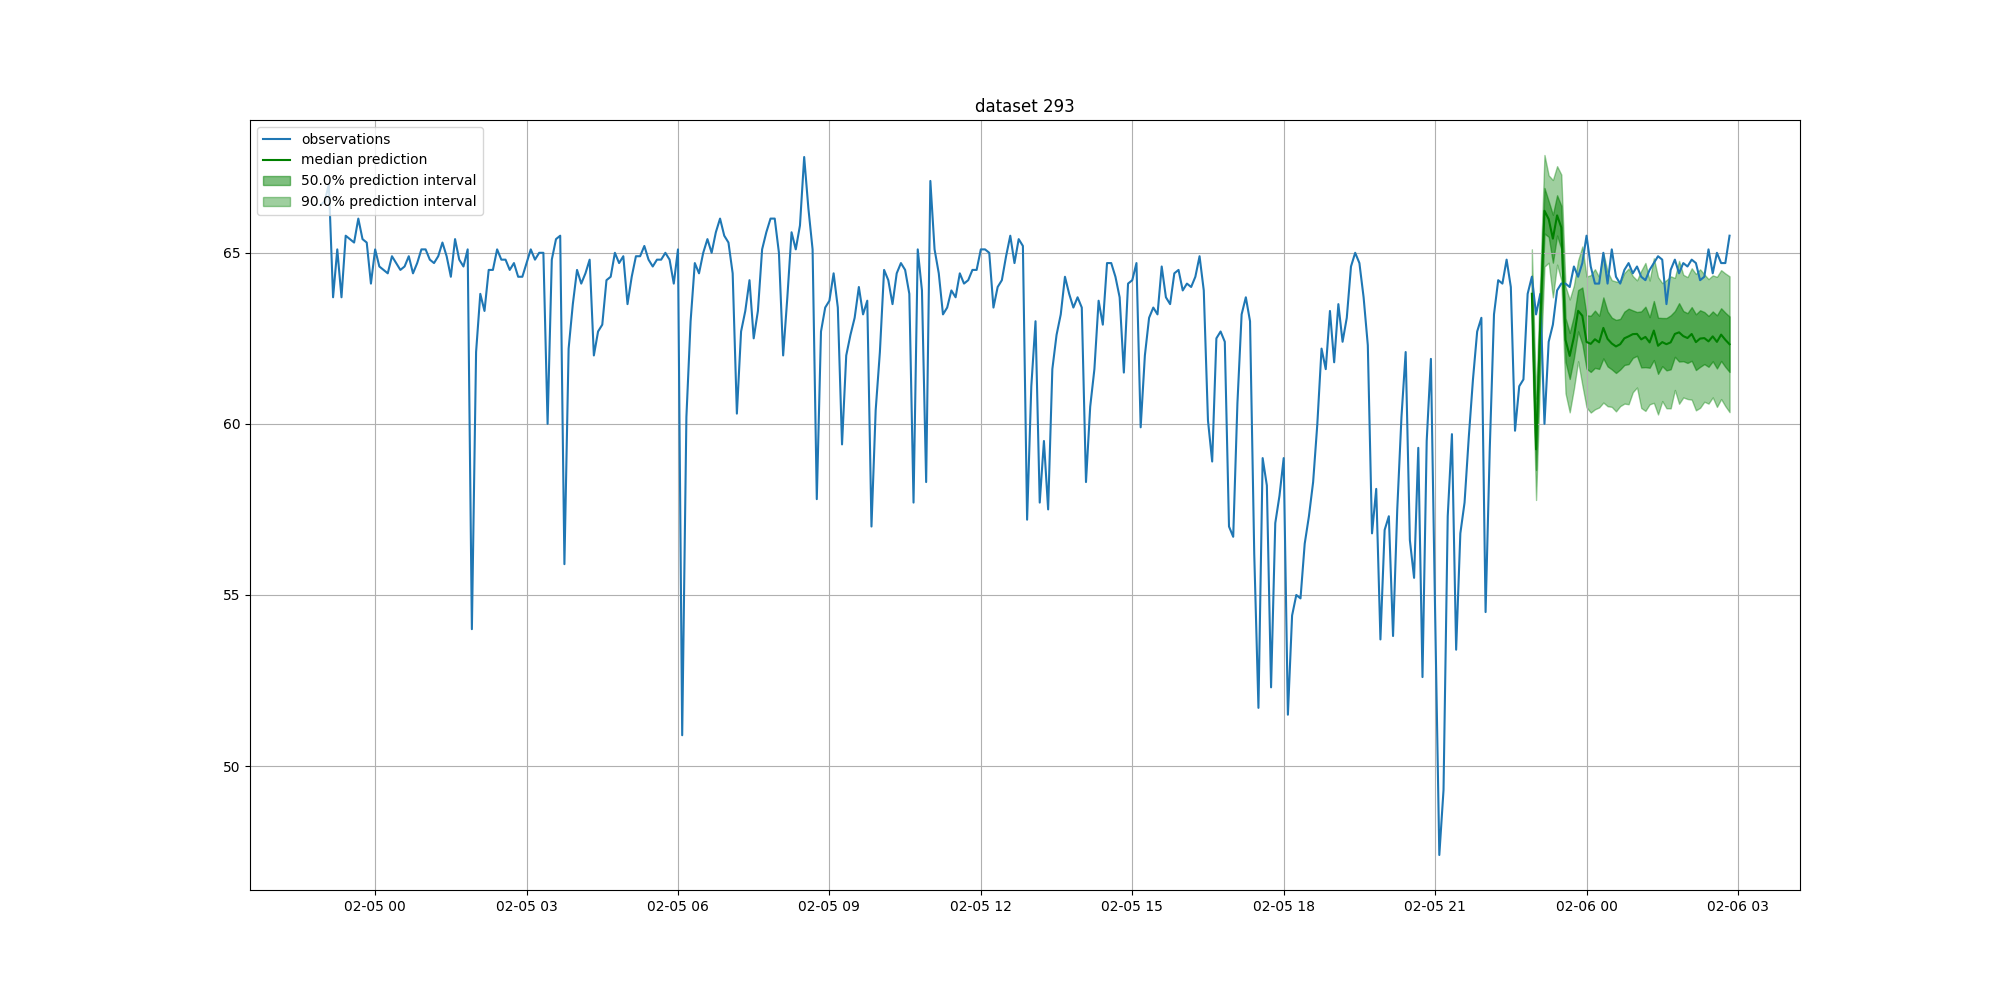 dataset 293
observations
median prediction
50.0% prediction interval
90.0% prediction interval
65
60
55
50
02-05 00
02-05 03
02-05 06
02-05 09
02-05 12
02-05 15
02-05 18
02-05 21
02-06 00
02-06 03